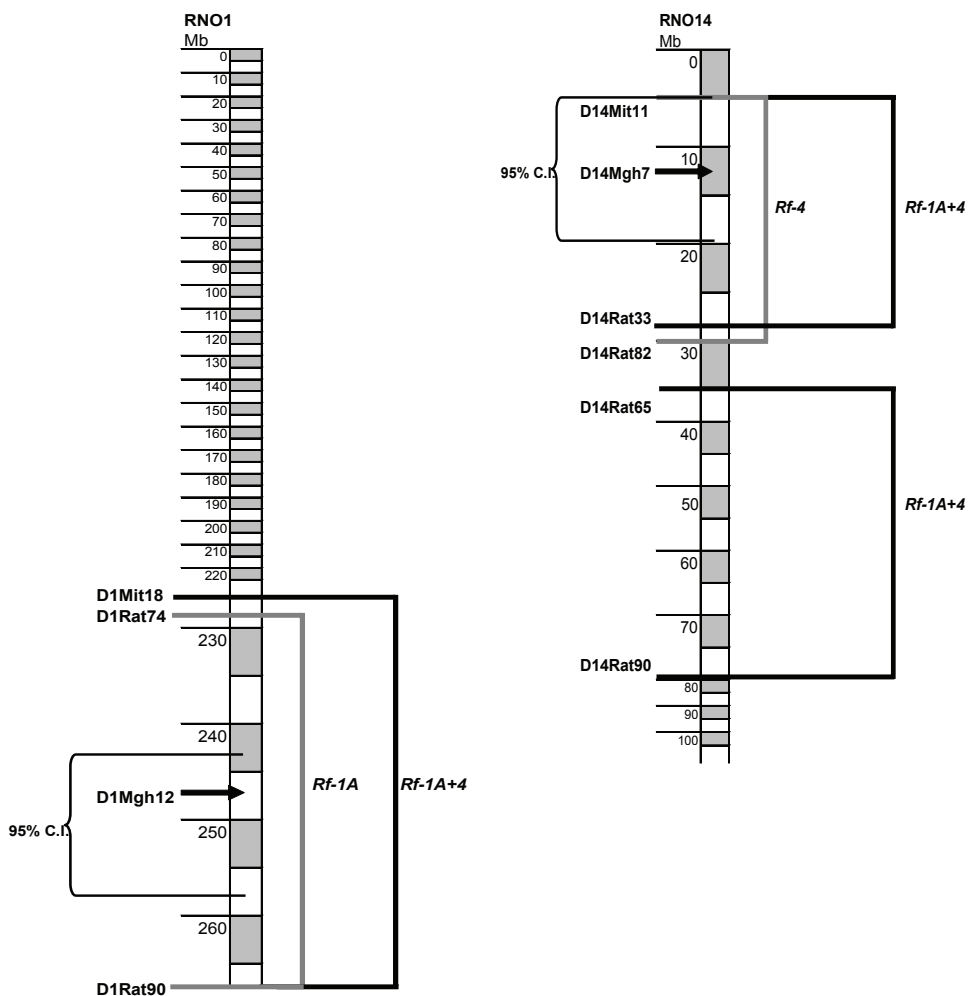 RNO1
Mb
0
10
20
30
40
50
60
70
80
90
100
110
120
130
140
150
160
170
180
190
200
210
220
D1Mit18
D1Rat74
230
240
D1Mgh12
95% C.I.
250
260
D1Rat90
Rf-1A
Rf-1A+4
RNO14
Mb
0
D14Mit11
10
95% C.I.
D14Mgh7
Rf-4
Rf-1A+4
20
D14Rat33
D14Rat82
30
D14Rat65
40
50
Rf-1A+4
60
70
D14Rat90
80
90
100